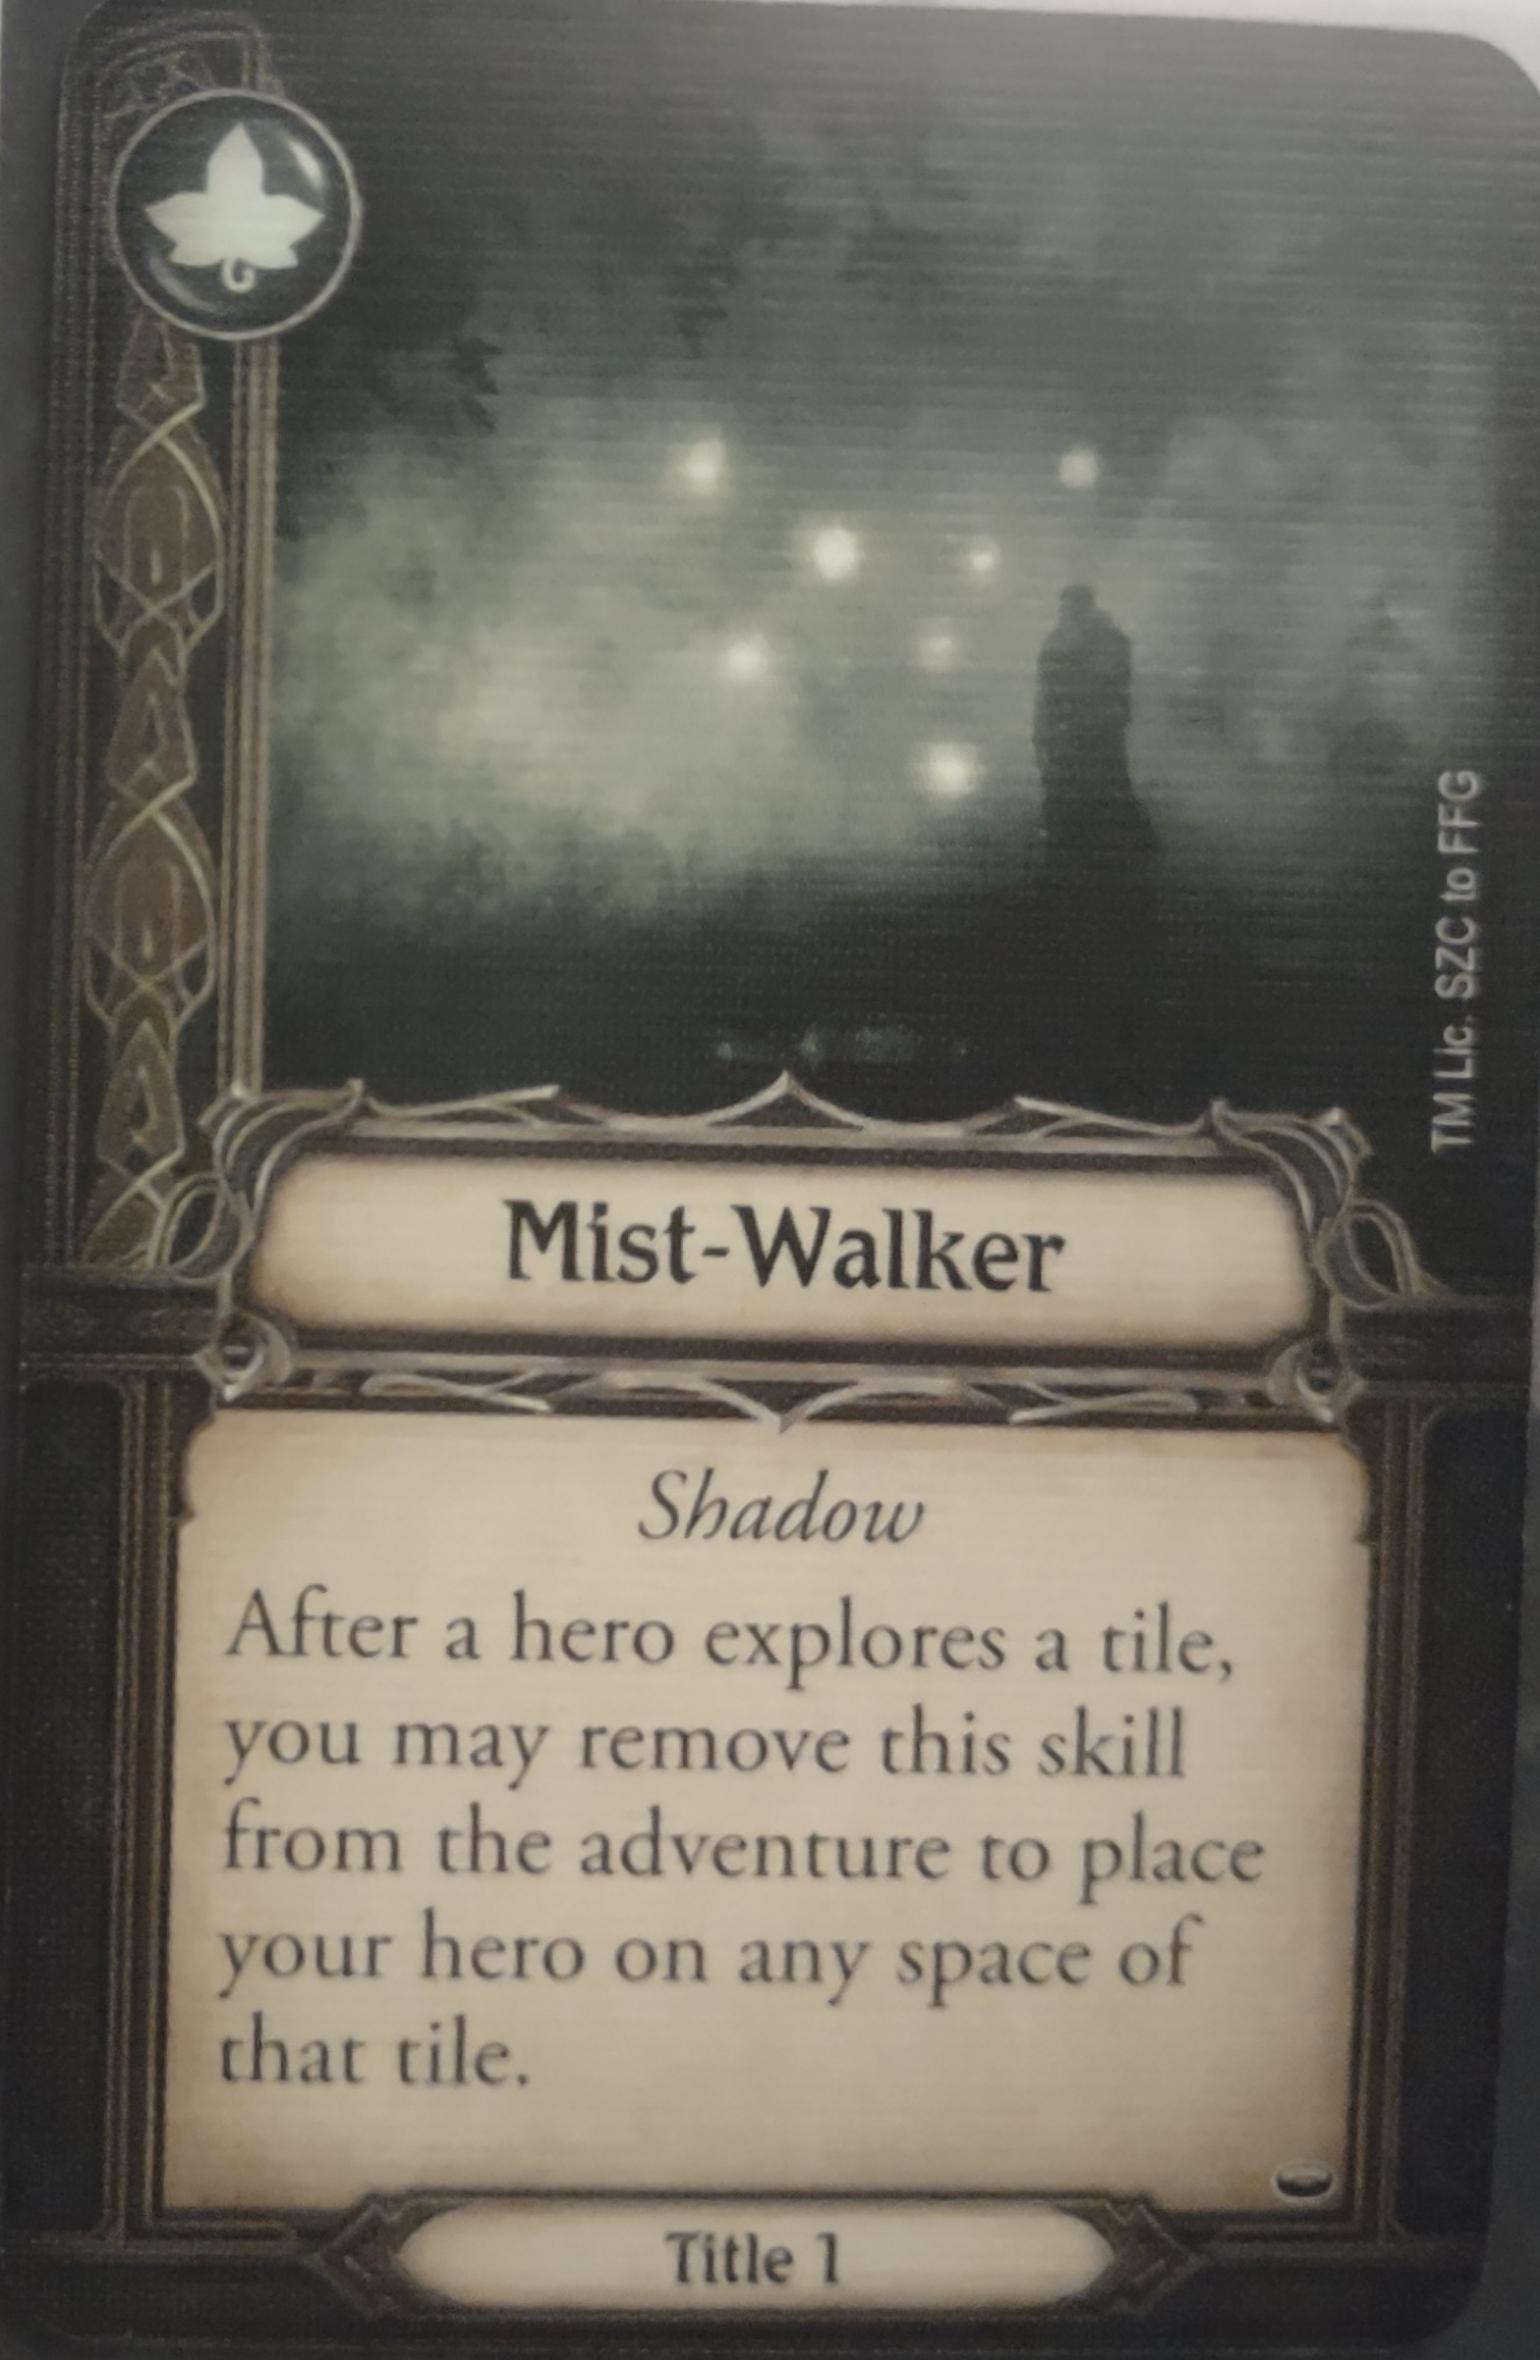 TM Lic. SZC to FFG
Mist-Walker
Shadow
After a hero explores a tile,
you may remove this skill
from the adventure to place
your hero on any space of
that tile.
Title 1